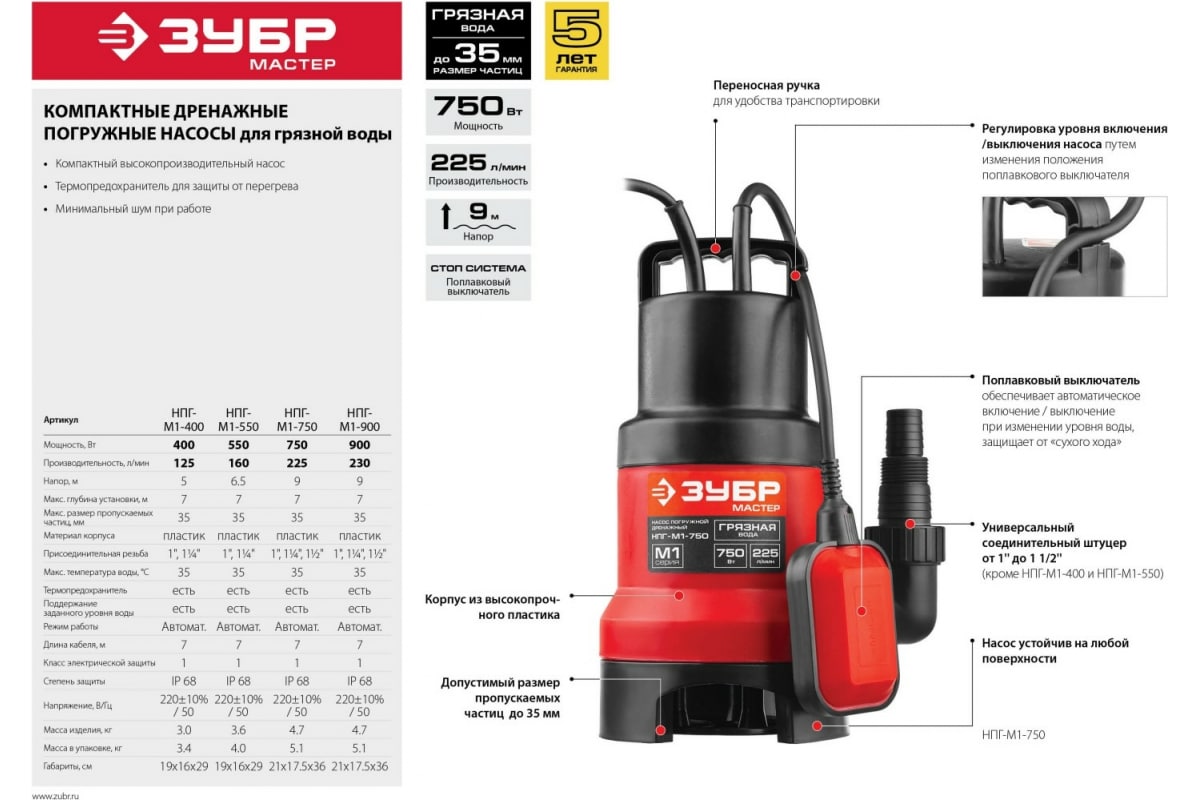 ЗУБР
МАСТЕР
КОМПАКТНЫЕ ДРЕНАЖНЫЕ
ПОГРУЖНЫЕ НАСОСЫ для грязной воды
• Компактный высокопроизводительный насос
• Термопредохранитель для защиты от перегрева
• Минимальный шум при работе
Артикул НПГ-М1-400 НПГ-М1-550 НПГ-М1-750 НПГ-М1-900
Мощность, Вт 400 550 750 900
Производительность, л/мин 125 160 225 230
Напор, м 5 6.5 9 9
Макс. глубина установки, м 7 7 7 7
Макс. размер пропускаемых частиц, мм 35 35 35 35
Материал корпуса пластик пластик пластик пластик
Присоединительная резьба 1", 1¼" 1", 1¼" 1", 1¼", 1½" 1", 1¼", 1½"
Макс. температура воды, °С 35 35 35 35
Термопредохранитель есть есть есть есть
Поддержание заданного уровня воды есть есть есть есть
Режим работы Автомат. Автомат. Автомат. Автомат.
Длина кабеля, м 7 7 7 7
Класс электрической защиты 1 1 1 1
Степень защиты IP 68 IP 68 IP 68 IP 68
Напряжение, В/Гц 220±10% / 50 220±10% / 50 220±10% / 50 220±10% / 50
Масса изделия, кг 3.0 3.6 4.7 4.7
Масса в упаковке, кг 3.4 4.0 5.1 5.1
Габариты, см 19х16х29 19х16х29 21х17.5х36 21х17.5х36
www.zubr.ru
ГРЯЗНАЯ
ВОДА
до 35 мм
РАЗМЕР ЧАСТИЦ
5
лет
ГАРАНТИЯ
750 Вт
Мощность
225 л/мин
Производительность
9 м
Напор
СТОП СИСТЕМА
Поплавковый
выключатель
Переносная ручка
для удобства транспортировки
Регулировка уровня включения
/выключения насоса путем
изменения положения
поплавкового выключателя
Поплавковый выключатель
обеспечивает автоматическое
включение / выключение
при изменении уровня воды,
защищает от «сухого хода»
Универсальный
соединительный штуцер
от 1" до 1 1/2"
(кроме НПГ-М1-400 и НПГ-М1-550)
Насос устойчив на любой
поверхности
НПГ-М1-750
Корпус из высокопроч-
ного пластика
Допустимый размер
пропускаемых
частиц до 35 мм
ЗУБР
МАСТЕР
НАСОС ПОГРУЖНОЙ
ДРЕНАЖНЫЙ
НПГ-М1-750
ГРЯЗНАЯ
ВОДА
М1
серия
750
Вт
225
л/мин